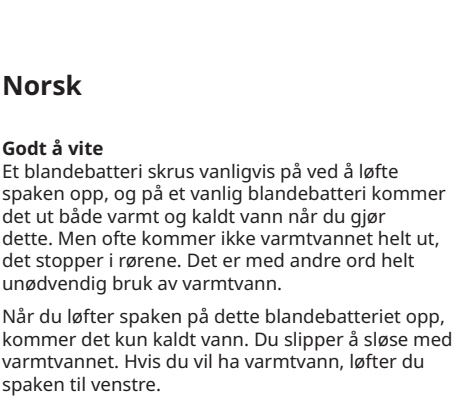 Norsk
Godt å vite
Et blandebatteri skrus vanligvis på ved å løfte
spaken opp, og på et vanlig blandebatteri kommer
det ut både varmt og kaldt vann når du gjør
dette. Men ofte kommer ikke varmtvannet helt ut,
det stopper i rørene. Det er med andre ord helt
unødvendig bruk av varmtvann.
Når du løfter spaken på dette blandebatteriet opp,
kommer det kun kaldt vann. Du slipper å sløse med
varmtvannet. Hvis du vil ha varmtvann, løfter du
spaken til venstre.